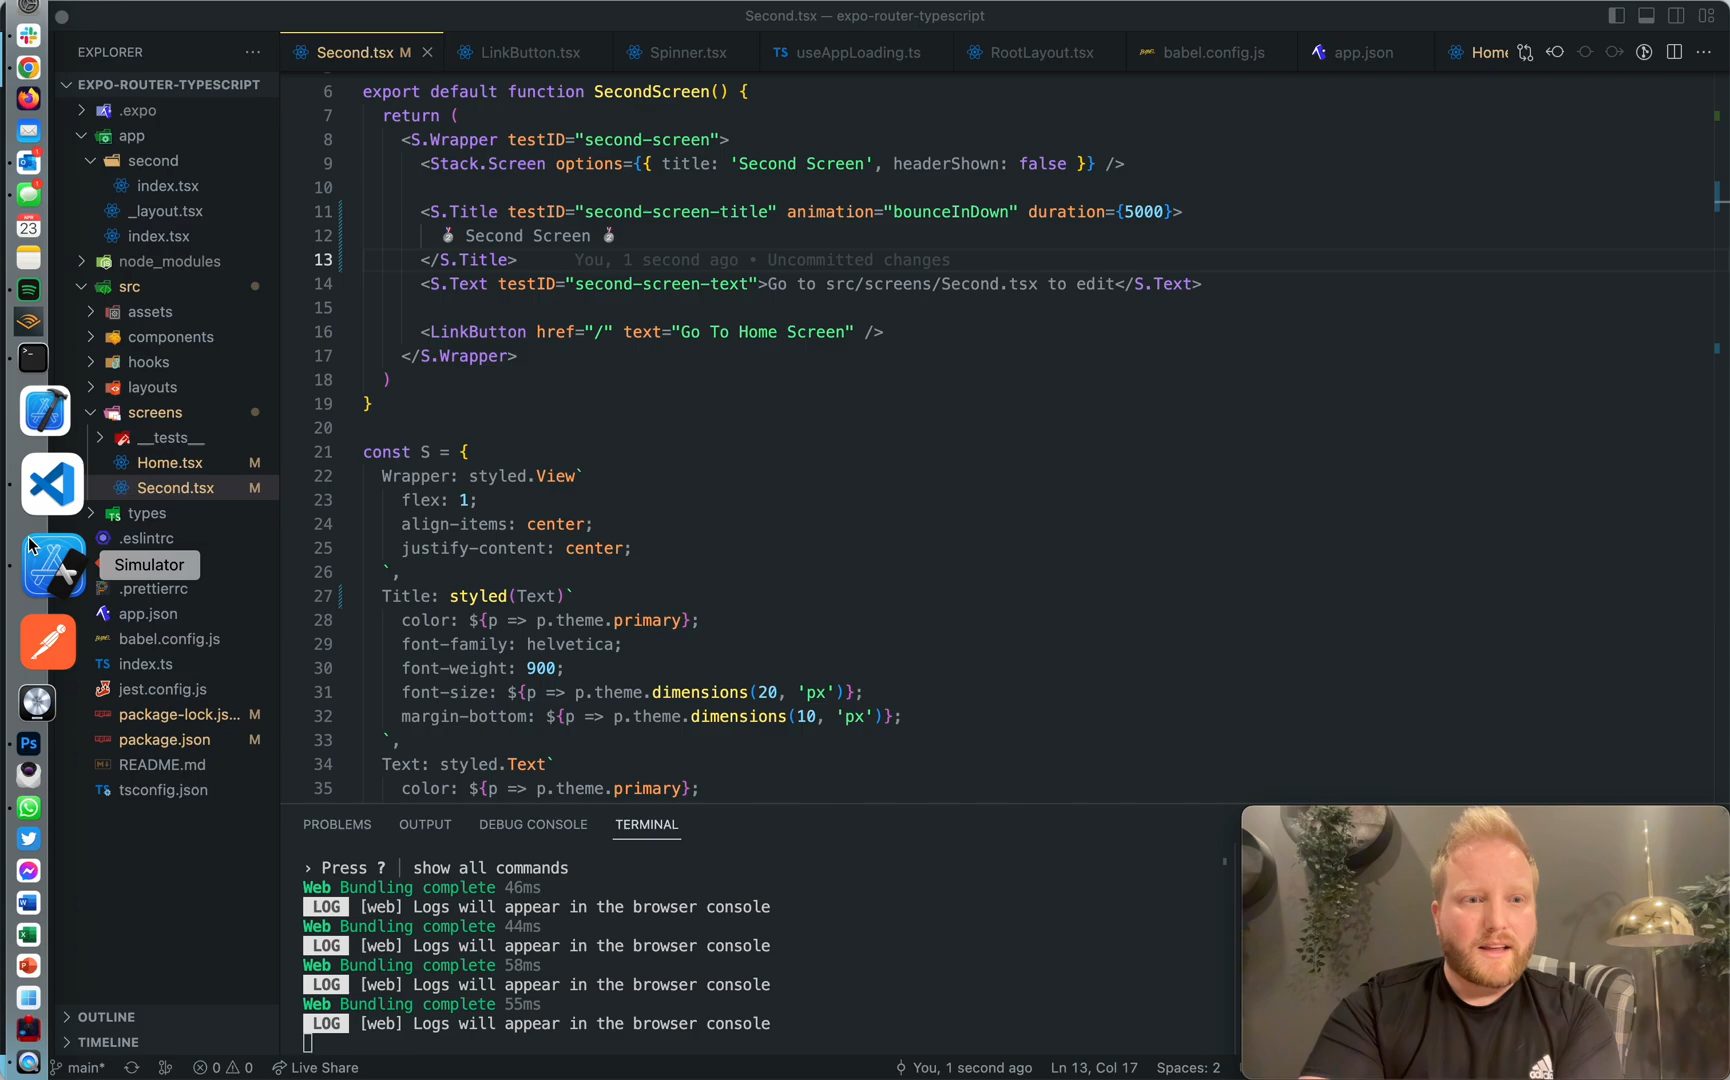 Second.tsx — expo-router-typescript
EXPLORER
Second.tsx M
LinkButton.tsx
Spinner.tsx
TS useAppLoading.ts
RootLayout.tsx
babel.config.js
app.json
Home
EXPO-ROUTER-TYPESCRIPT
.expo
app
second
index.tsx
_layout.tsx
index.tsx
node_modules
src
assets
components
hooks
layouts
screens
__tests__
Home.tsx M
Second.tsx M
types
.eslintrc
Simulator
.prettierrc
app.json
babel.config.js
TS index.ts
jest.config.js
package-lock.js... M
package.json M
README.md
tsconfig.json
OUTLINE
TIMELINE
6 export default function SecondScreen() {
7 return (
8 <S.Wrapper testID="second-screen">
9 <Stack.Screen options={{ title: 'Second Screen', headerShown: false }} />
10
11 <S.Title testID="second-screen-title" animation="bounceInDown" duration={5000}>
12 🥈 Second Screen 🥈
13 </S.Title> You, 1 second ago • Uncommitted changes
14 <S.Text testID="second-screen-text">Go to src/screens/Second.tsx to edit</S.Text>
15
16 <LinkButton href="/" text="Go To Home Screen" />
17 </S.Wrapper>
18 )
19 }
20
21 const S = {
22 Wrapper: styled.View`
23 flex: 1;
24 align-items: center;
25 justify-content: center;
26 `,
27 Title: styled(Text)`
28 color: ${p => p.theme.primary};
29 font-family: helvetica;
30 font-weight: 900;
31 font-size: ${p => p.theme.dimensions(20, 'px')};
32 margin-bottom: ${p => p.theme.dimensions(10, 'px')};
33 `,
34 Text: styled.Text`
35 color: ${p => p.theme.primary};
PROBLEMS OUTPUT DEBUG CONSOLE TERMINAL
› Press ? │ show all commands
Web Bundling complete 46ms
LOG [web] Logs will appear in the browser console
Web Bundling complete 44ms
LOG [web] Logs will appear in the browser console
Web Bundling complete 58ms
LOG [web] Logs will appear in the browser console
Web Bundling complete 55ms
LOG [web] Logs will appear in the browser console
main* 0 0 Live Share You, 1 second ago Ln 13, Col 17 Spaces: 2
APR
23
Ps